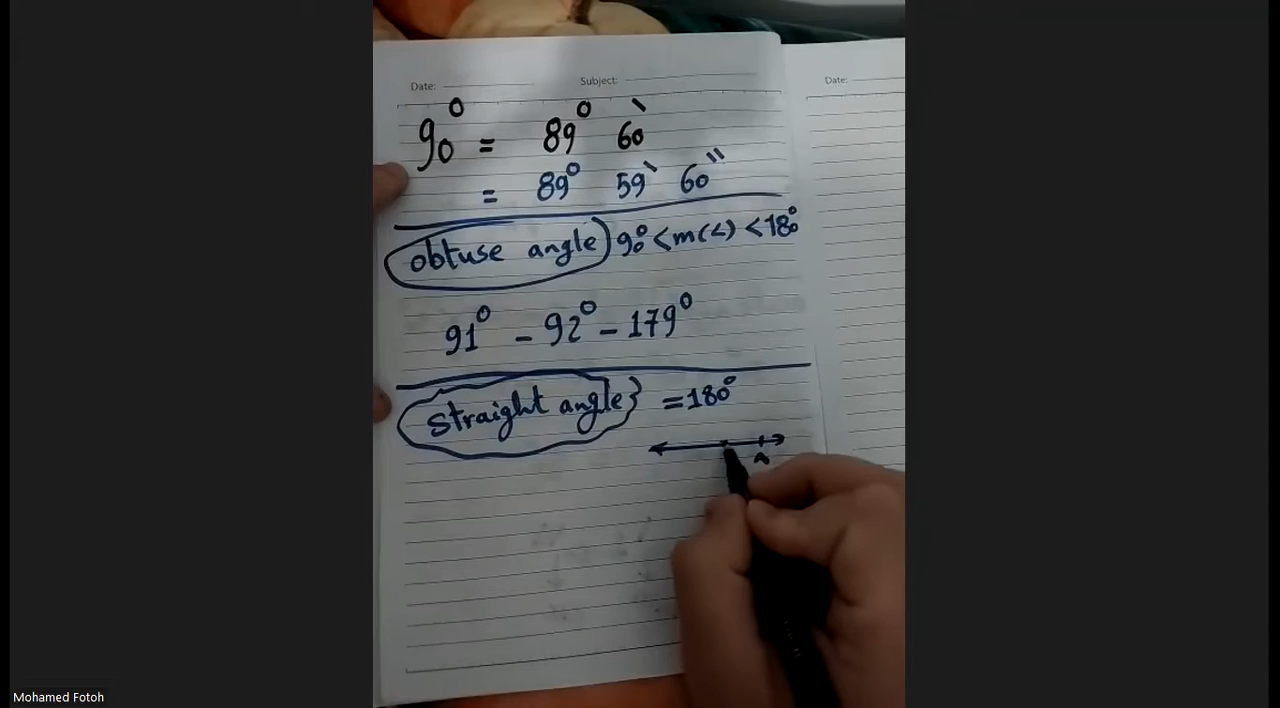 Date: Subject:
Date:
90° = 89° 60'
= 89° 59' 60''
obtuse angle 90° < m(∠) < 180°
91° - 92° - 179°
straight angle } = 180°
A
Mohamed Fotoh